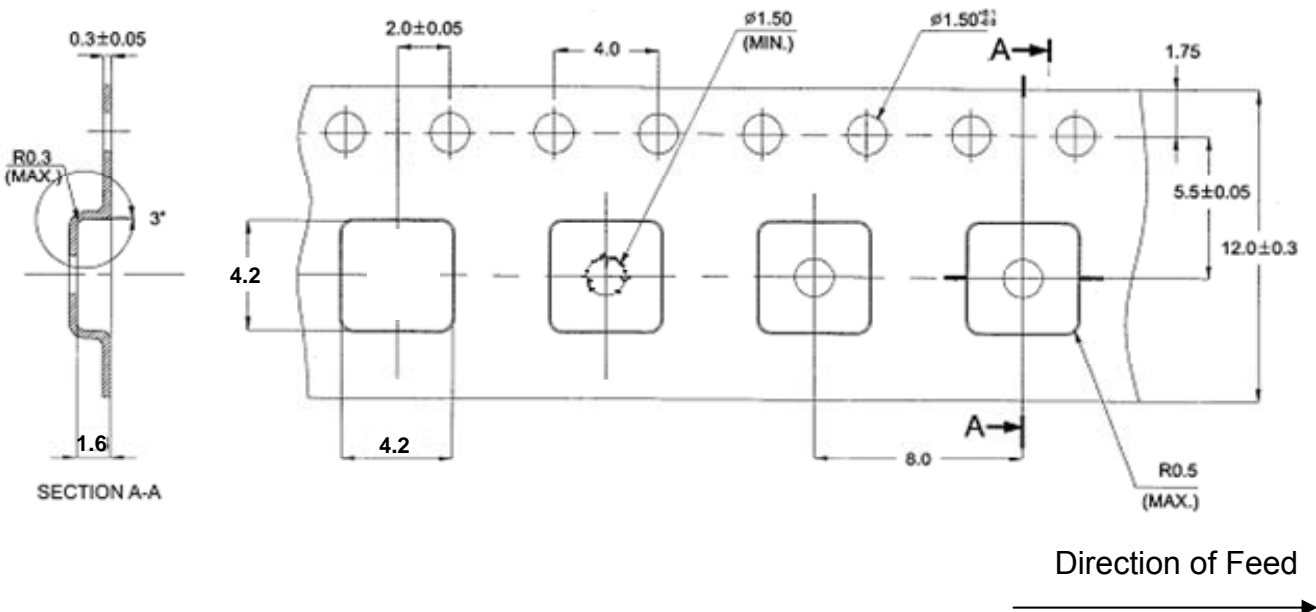 0.3±0.05
2.0±0.05
4.0
ø1.50
(MIN.)
ø1.50
A
1.75
R0.3
(MAX.)
3°
5.5±0.05
12.0±0.3
4.2
1.6
4.2
A
8.0
R0.5
(MAX.)
SECTION A-A
Direction of Feed